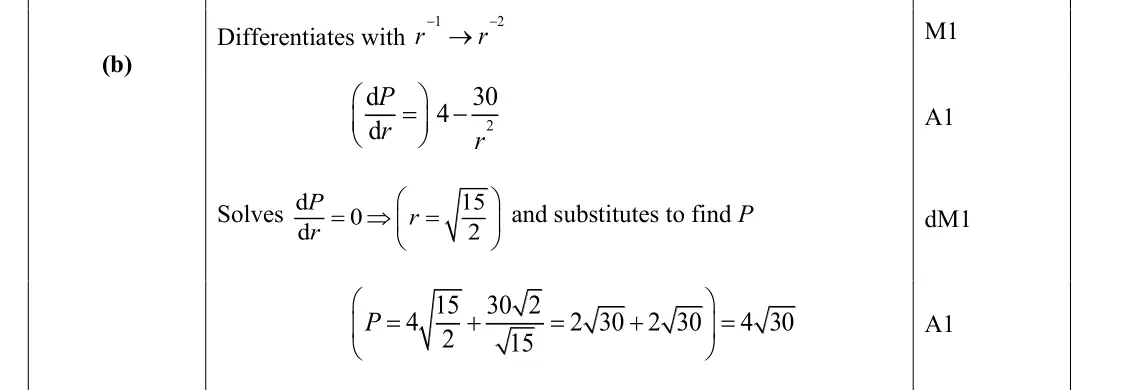 Differentiates with r⁻¹ → r⁻² M1
(b)
(dP/dr =) 4 − 30/r² A1
Solves dP/dr = 0 ⇒ (r = √(15/2)) and substitutes to find P dM1
(P = 4√(15/2) + 30√2/√15 = 2√30 + 2√30) = 4√30 A1